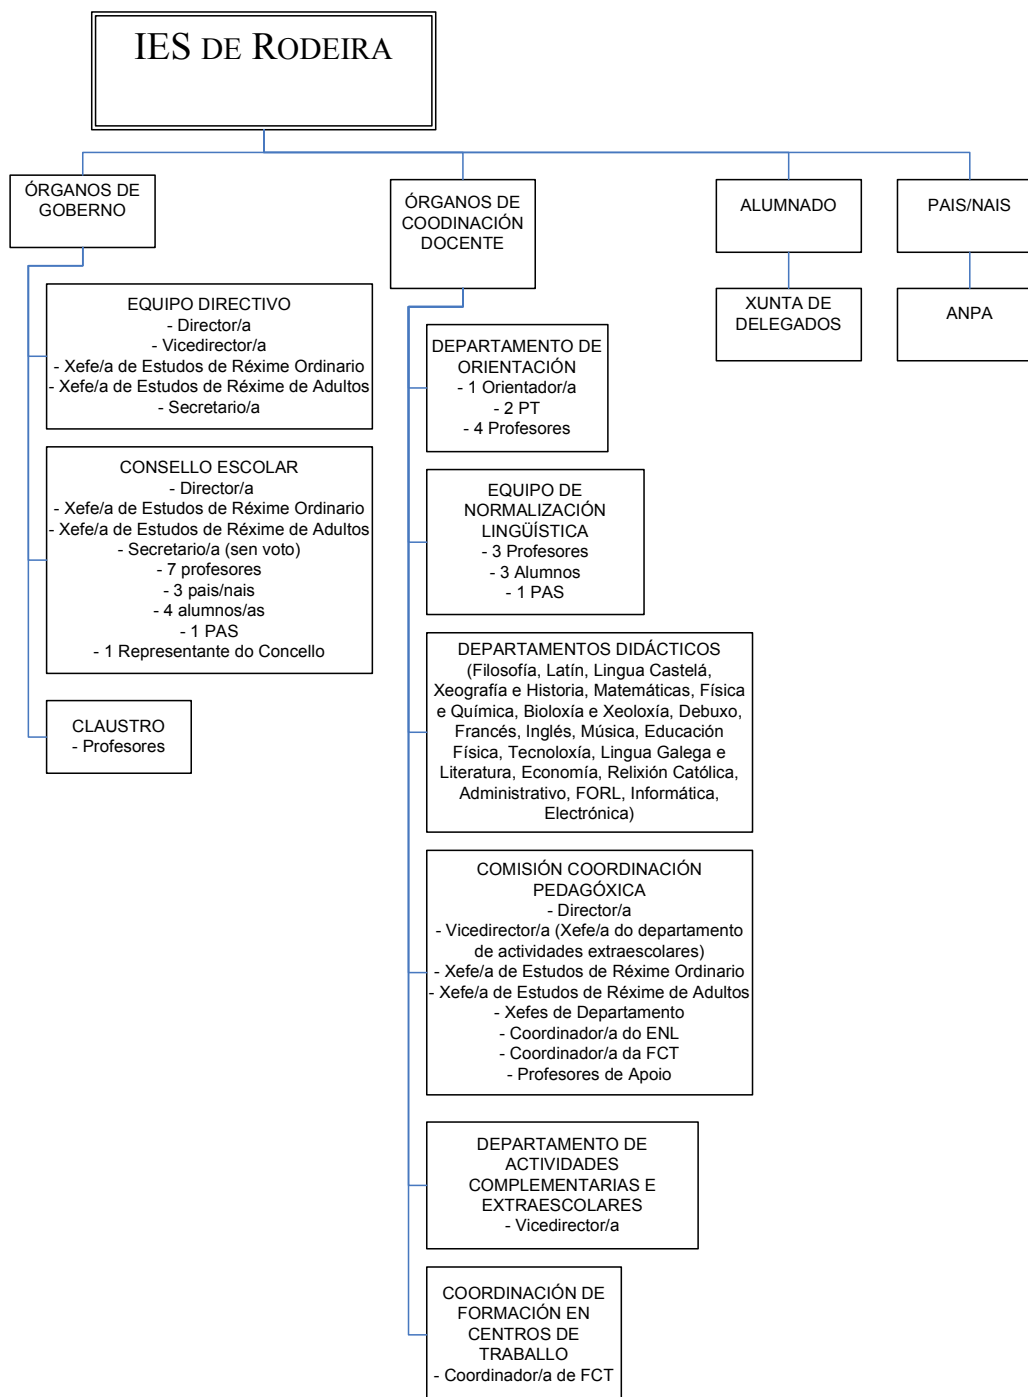 IES DE RODEIRA
ÓRGANOS DE
GOBERNO
EQUIPO DIRECTIVO
- Director/a
- Vicedirector/a
- Xefe/a de Estudos de Réxime Ordinario
- Xefe/a de Estudos de Réxime de Adultos
- Secretario/a
CONSELLO ESCOLAR
- Director/a
- Xefe/a de Estudos de Réxime Ordinario
- Xefe/a de Estudos de Réxime de Adultos
- Secretario/a (sen voto)
- 7 profesores
- 3 pais/nais
- 4 alumnos/as
- 1 PAS
- 1 Representante do Concello
CLAUSTRO
- Profesores
ÓRGANOS DE
COODINACIÓN
DOCENTE
DEPARTAMENTO DE
ORIENTACIÓN
- 1 Orientador/a
- 2 PT
- 4 Profesores
EQUIPO DE
NORMALIZACIÓN
LINGÜÍSTICA
- 3 Profesores
- 3 Alumnos
- 1 PAS
DEPARTAMENTOS DIDÁCTICOS
(Filosofía, Latín, Lingua Castelá,
Xeografía e Historia, Matemáticas, Física
e Química, Bioloxía e Xeoloxía, Debuxo,
Francés, Inglés, Música, Educación
Física, Tecnoloxía, Lingua Galega e
Literatura, Economía, Relixión Católica,
Administrativo, FORL, Informática,
Electrónica)
COMISIÓN COORDINACIÓN
PEDAGÓXICA
- Director/a
- Vicedirector/a (Xefe/a do departamento
de actividades extraescolares)
- Xefe/a de Estudos de Réxime Ordinario
- Xefe/a de Estudos de Réxime de Adultos
- Xefes de Departamento
- Coordinador/a do ENL
- Coordinador/a da FCT
- Profesores de Apoio
DEPARTAMENTO DE
ACTIVIDADES
COMPLEMENTARIAS E
EXTRAESCOLARES
- Vicedirector/a
COORDINACIÓN DE
FORMACIÓN EN
CENTROS DE
TRABALLO
- Coordinador/a de FCT
ALUMNADO
XUNTA DE
DELEGADOS
PAIS/NAIS
ANPA